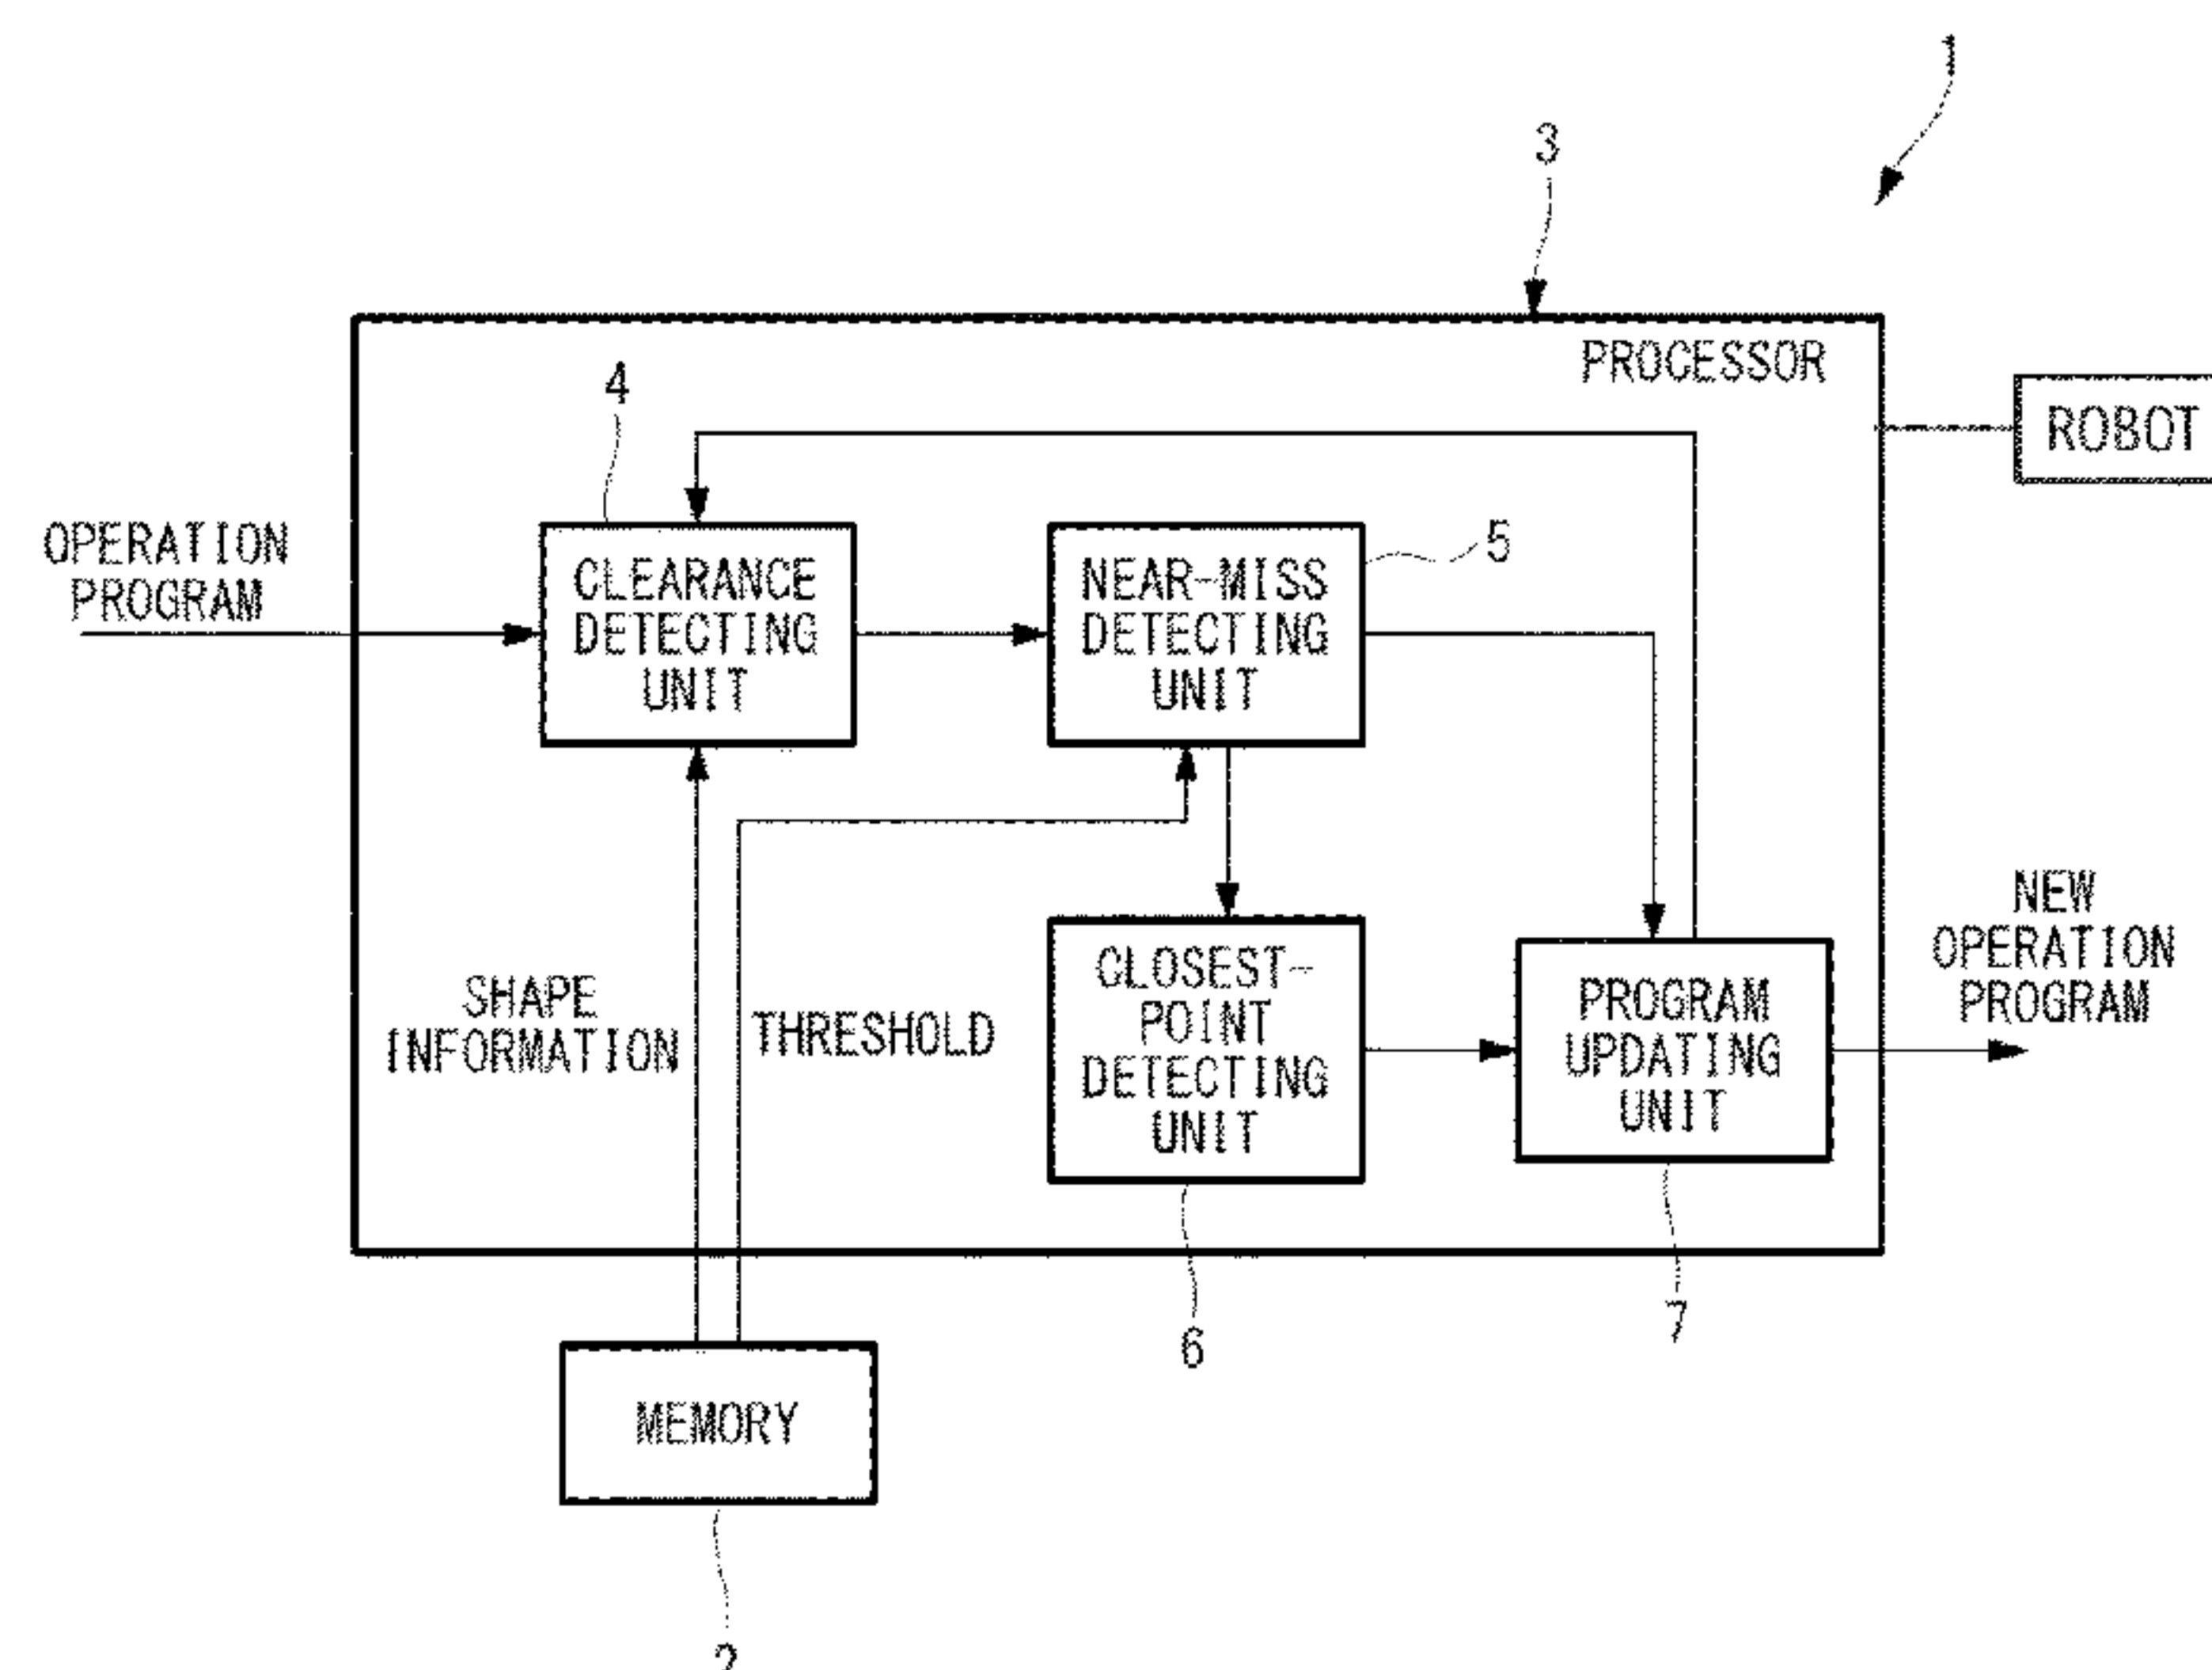 1
3
PROCESSOR
ROBOT
4
OPERATION
PROGRAM
CLEARANCE
DETECTING
UNIT
NEAR-MISS
DETECTING
UNIT
5
SHAPE
INFORMATION
THRESHOLD
CLOSEST-
POINT
DETECTING
UNIT
PROGRAM
UPDATING
UNIT
NEW
OPERATION
PROGRAM
6
7
MEMORY
2